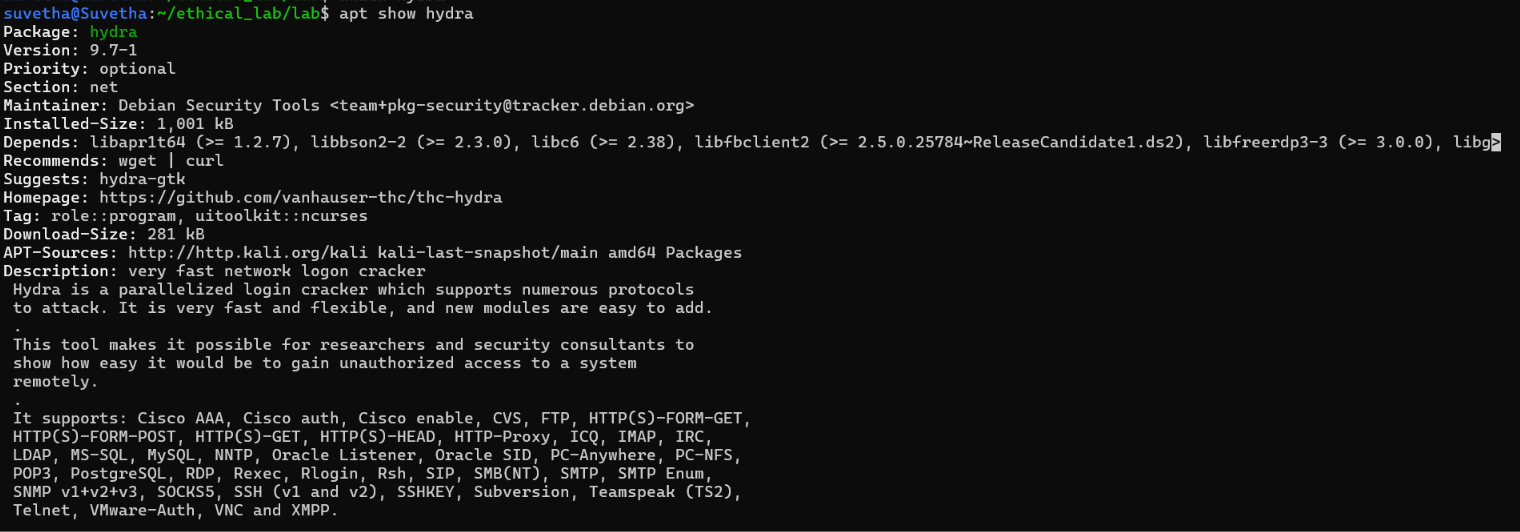 suvetha@Suvetha:~/ethical_lab/lab$ apt show hydra
Package: hydra
Version: 9.7-1
Priority: optional
Section: net
Maintainer: Debian Security Tools <team+pkg-security@tracker.debian.org>
Installed-Size: 1,001 kB
Depends: libapr1t64 (>= 1.2.7), libbson2-2 (>= 2.3.0), libc6 (>= 2.38), libfbclient2 (>= 2.5.0.25784~ReleaseCandidate1.ds2), libfreerdp3-3 (>= 3.0.0), libg>
Recommends: wget | curl
Suggests: hydra-gtk
Homepage: https://github.com/vanhauser-thc/thc-hydra
Tag: role::program, uitoolkit::ncurses
Download-Size: 281 kB
APT-Sources: http://http.kali.org/kali kali-last-snapshot/main amd64 Packages
Description: very fast network logon cracker
 Hydra is a parallelized login cracker which supports numerous protocols
 to attack. It is very fast and flexible, and new modules are easy to add.
 .
 This tool makes it possible for researchers and security consultants to
 show how easy it would be to gain unauthorized access to a system
 remotely.
 .
 It supports: Cisco AAA, Cisco auth, Cisco enable, CVS, FTP, HTTP(S)-FORM-GET,
 HTTP(S)-FORM-POST, HTTP(S)-GET, HTTP(S)-HEAD, HTTP-Proxy, ICQ, IMAP, IRC,
 LDAP, MS-SQL, MySQL, NNTP, Oracle Listener, Oracle SID, PC-Anywhere, PC-NFS,
 POP3, PostgreSQL, RDP, Rexec, Rlogin, Rsh, SIP, SMB(NT), SMTP, SMTP Enum,
 SNMP v1+v2+v3, SOCKS5, SSH (v1 and v2), SSHKEY, Subversion, Teamspeak (TS2),
 Telnet, VMware-Auth, VNC and XMPP.